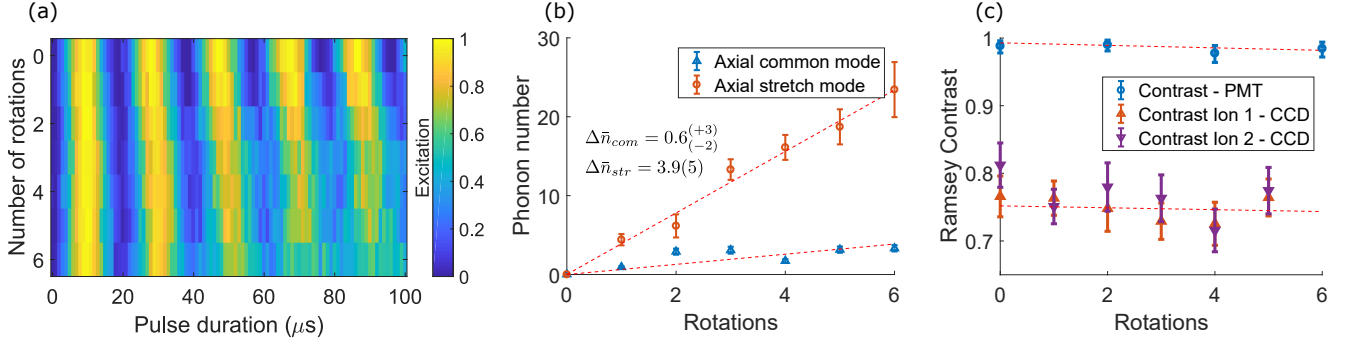 (a)
Number of rotations
0
2
4
6
0 20 40 60 80 100
Pulse duration (μs)
1
0.8
0.6
0.4
0.2
0
Excitation
(b)
Phonon number
30
20
10
0
Axial common mode
Axial stretch mode
Δn̄com = 0.6(+3)(−2)
Δn̄str = 3.9(5)
0 2 4 6
Rotations
(c)
Ramsey Contrast
1
0.9
0.8
0.7
Contrast - PMT
Contrast Ion 1 - CCD
Contrast Ion 2 - CCD
0 2 4 6
Rotations